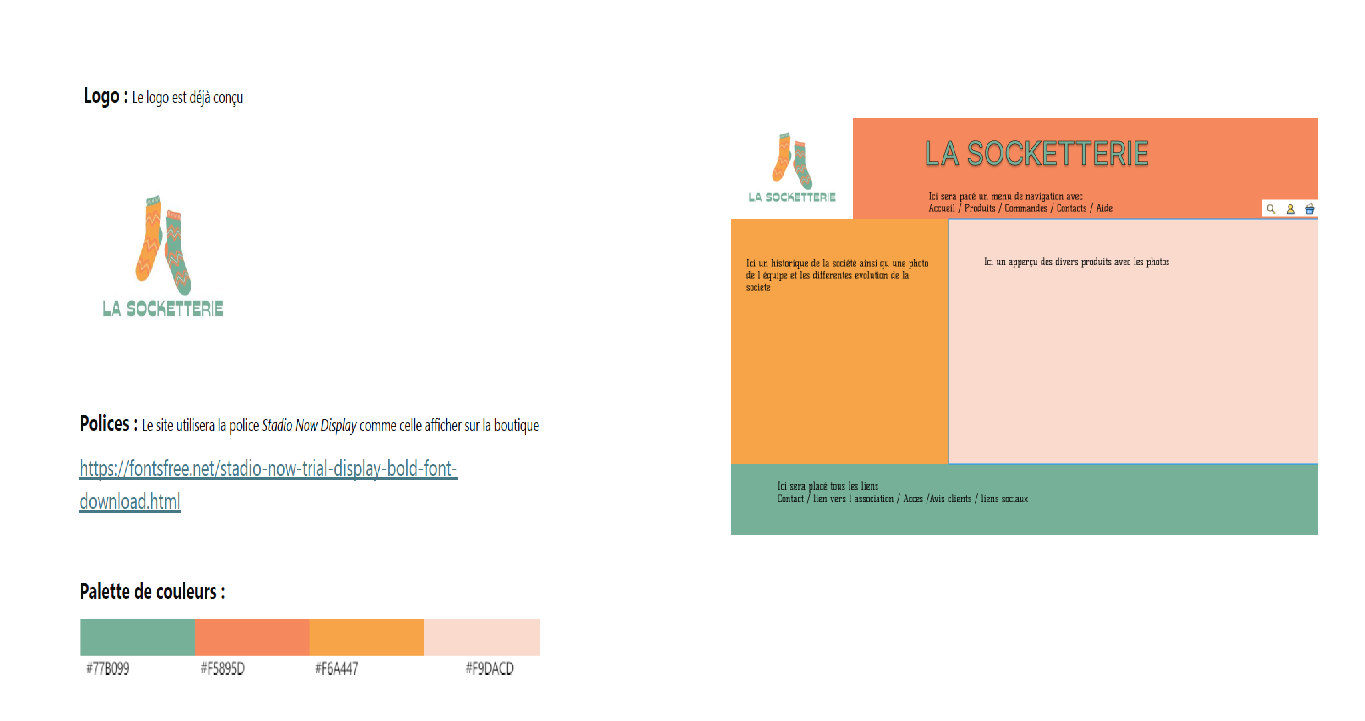 Logo : Le logo est déjà conçu
LA SOCKETTERIE
Polices : Le site utilisera la police Stadio Now Display comme celle afficher sur la boutique
https://fontsfree.net/stadio-now-trial-display-bold-font-
download.html
Palette de couleurs :
#77B099 #F5895D #F6A447 #F9DACD
LA SOCKETTERIE
LA SOCKETTERIE
Ici sera pacé un menu de navigation avec
Accueil / Produits / Commandes / Contacts / Aide
Ici un historique de la société ainsi qu une photo
de l équipe et les differentes evolution de la
societe
Ici un apperçu des divers produits avec les photos
Ici sera placé tous les liens
Contact / lien vers l association / Acces /Avis clients / liens sociaux